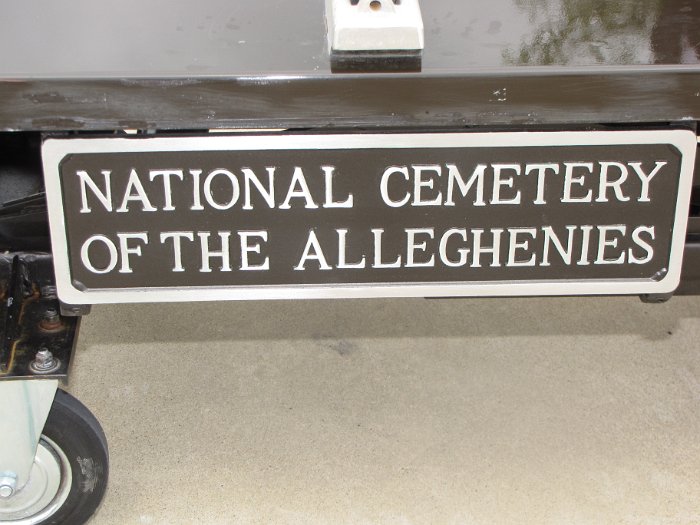 NATIONAL CEMETERY
OF THE ALLEGHENIES